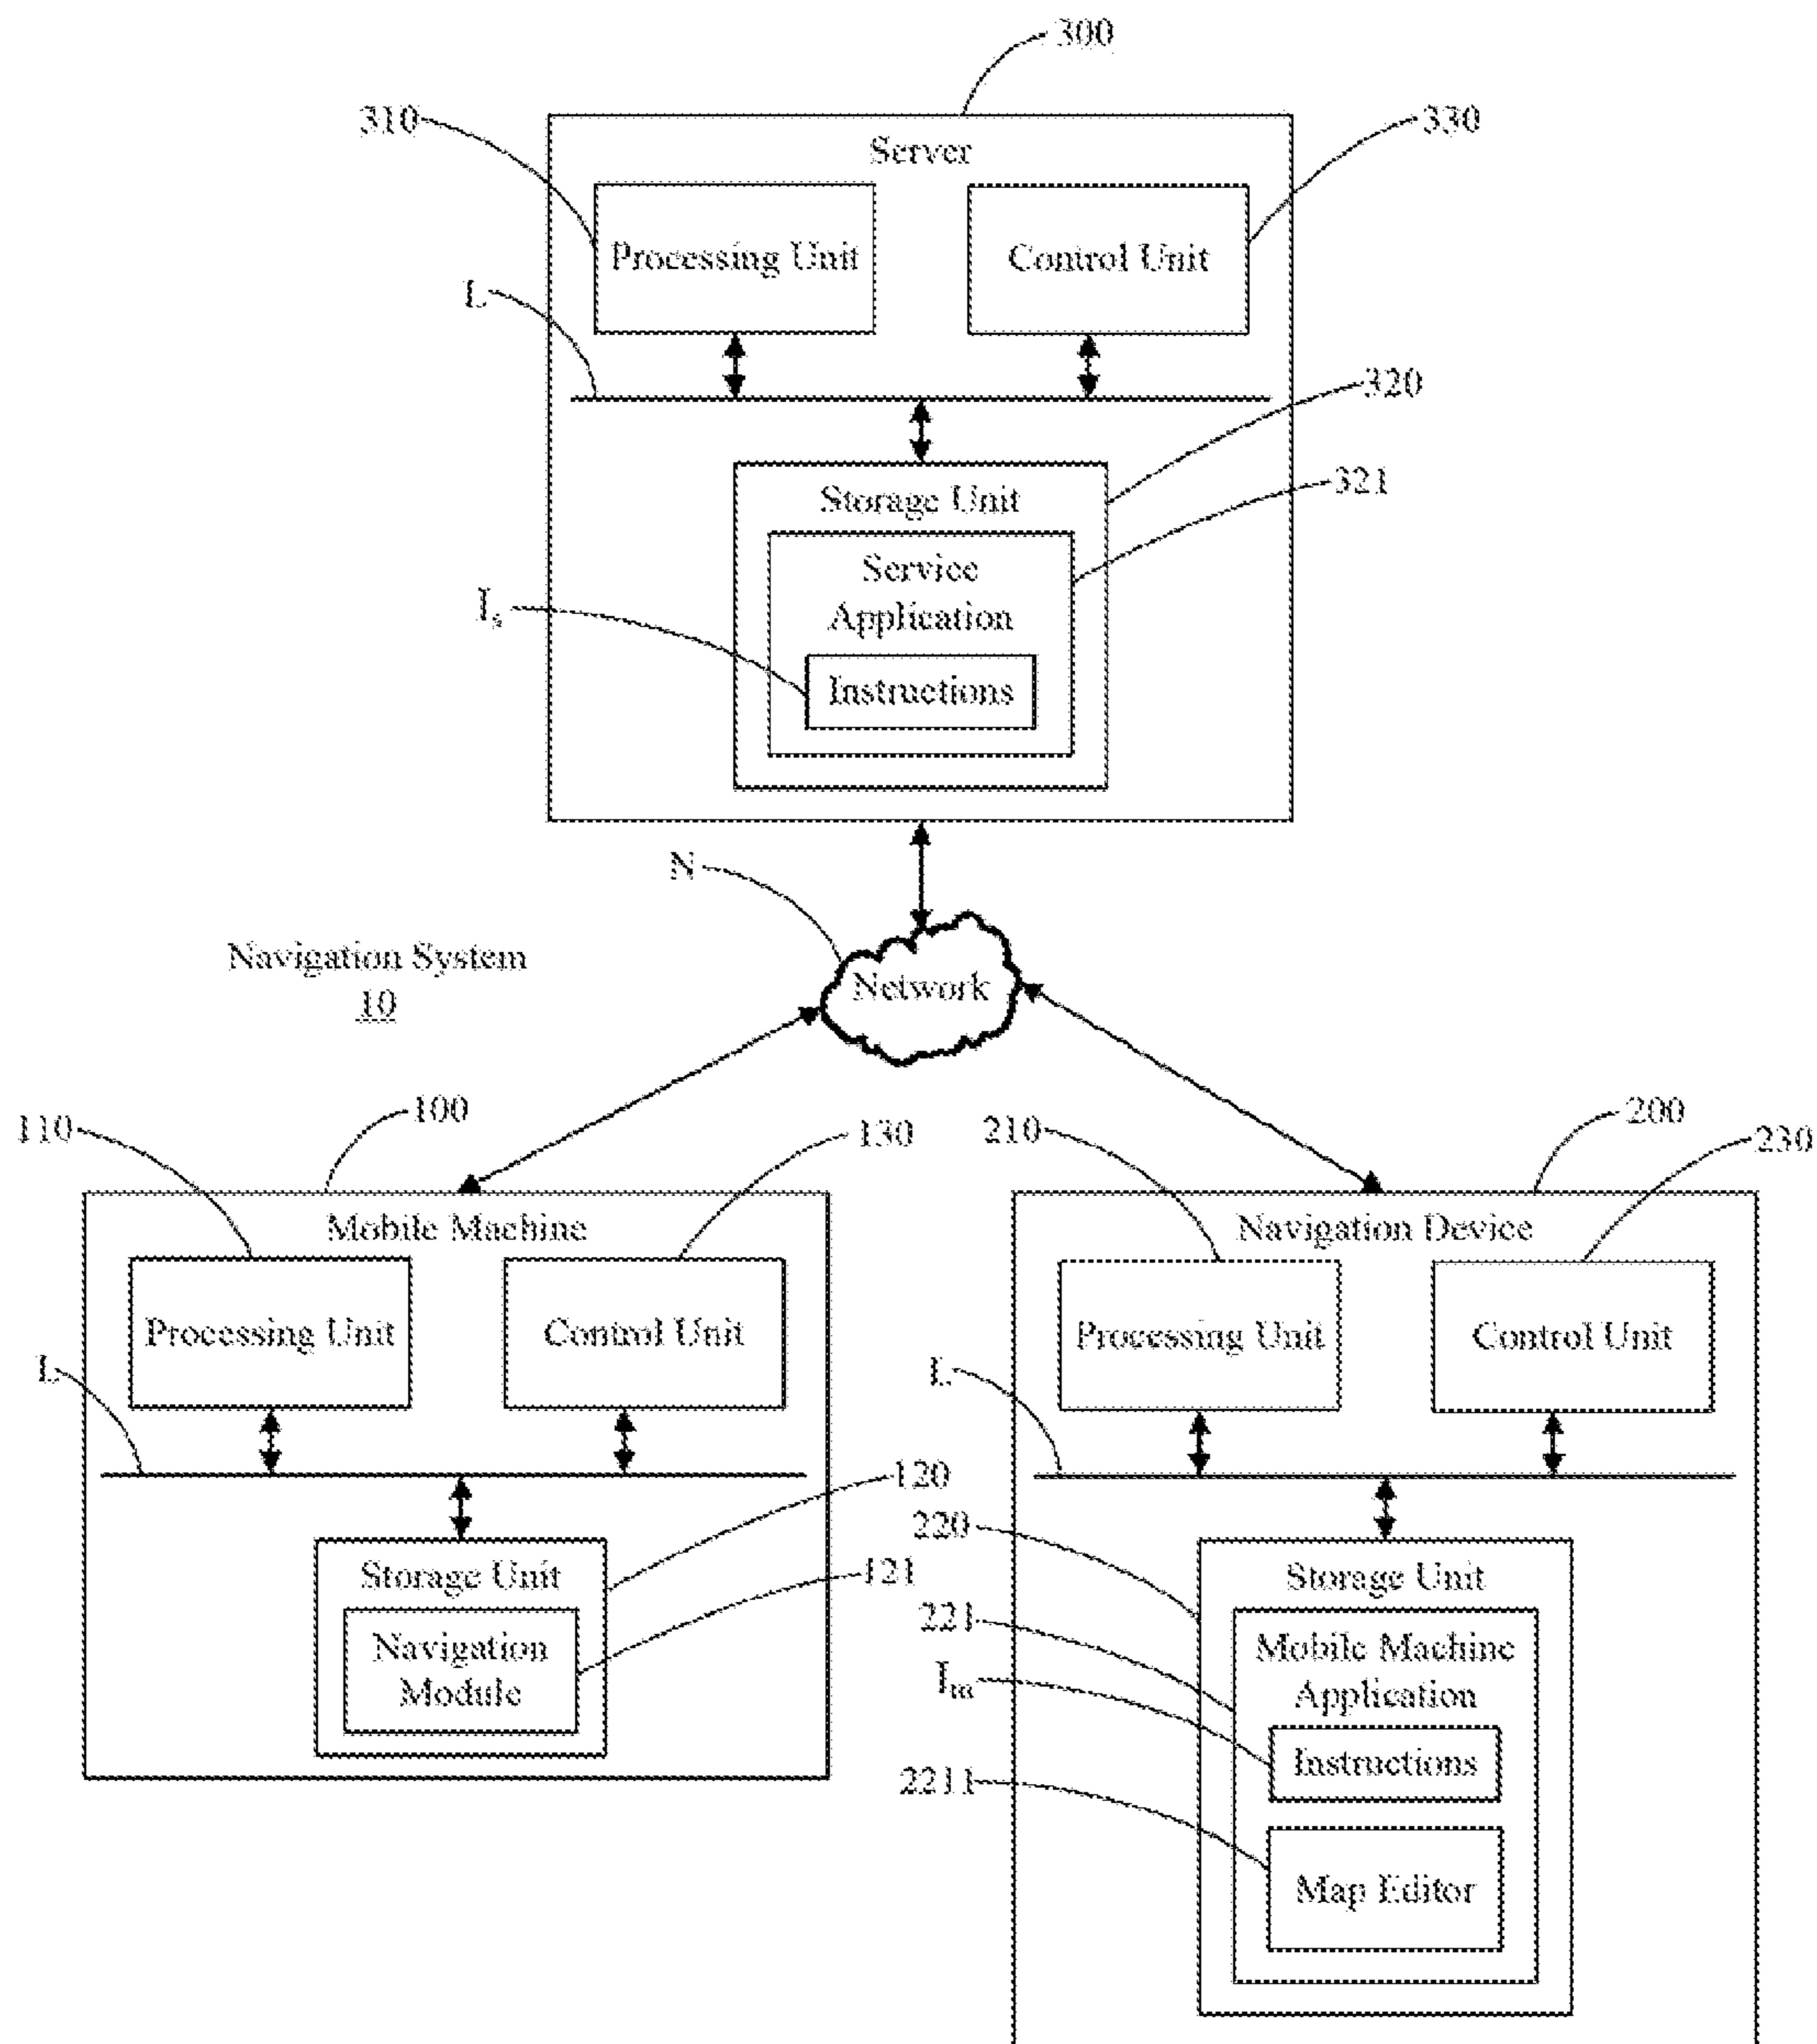 300
310
330
Server
Processing Unit
Control Unit
L
320
321
Storage Unit
Service
Application
Is
Instructions
N
Navigation System
10
Network
100
110
130
210
200
230
Mobile Machine
Navigation Device
Processing Unit
Control Unit
Processing Unit
Control Unit
L
L
120
220
121
Storage Unit
Storage Unit
221
Navigation
Module
Mobile Machine
Application
Im
Instructions
2211
Map Editor